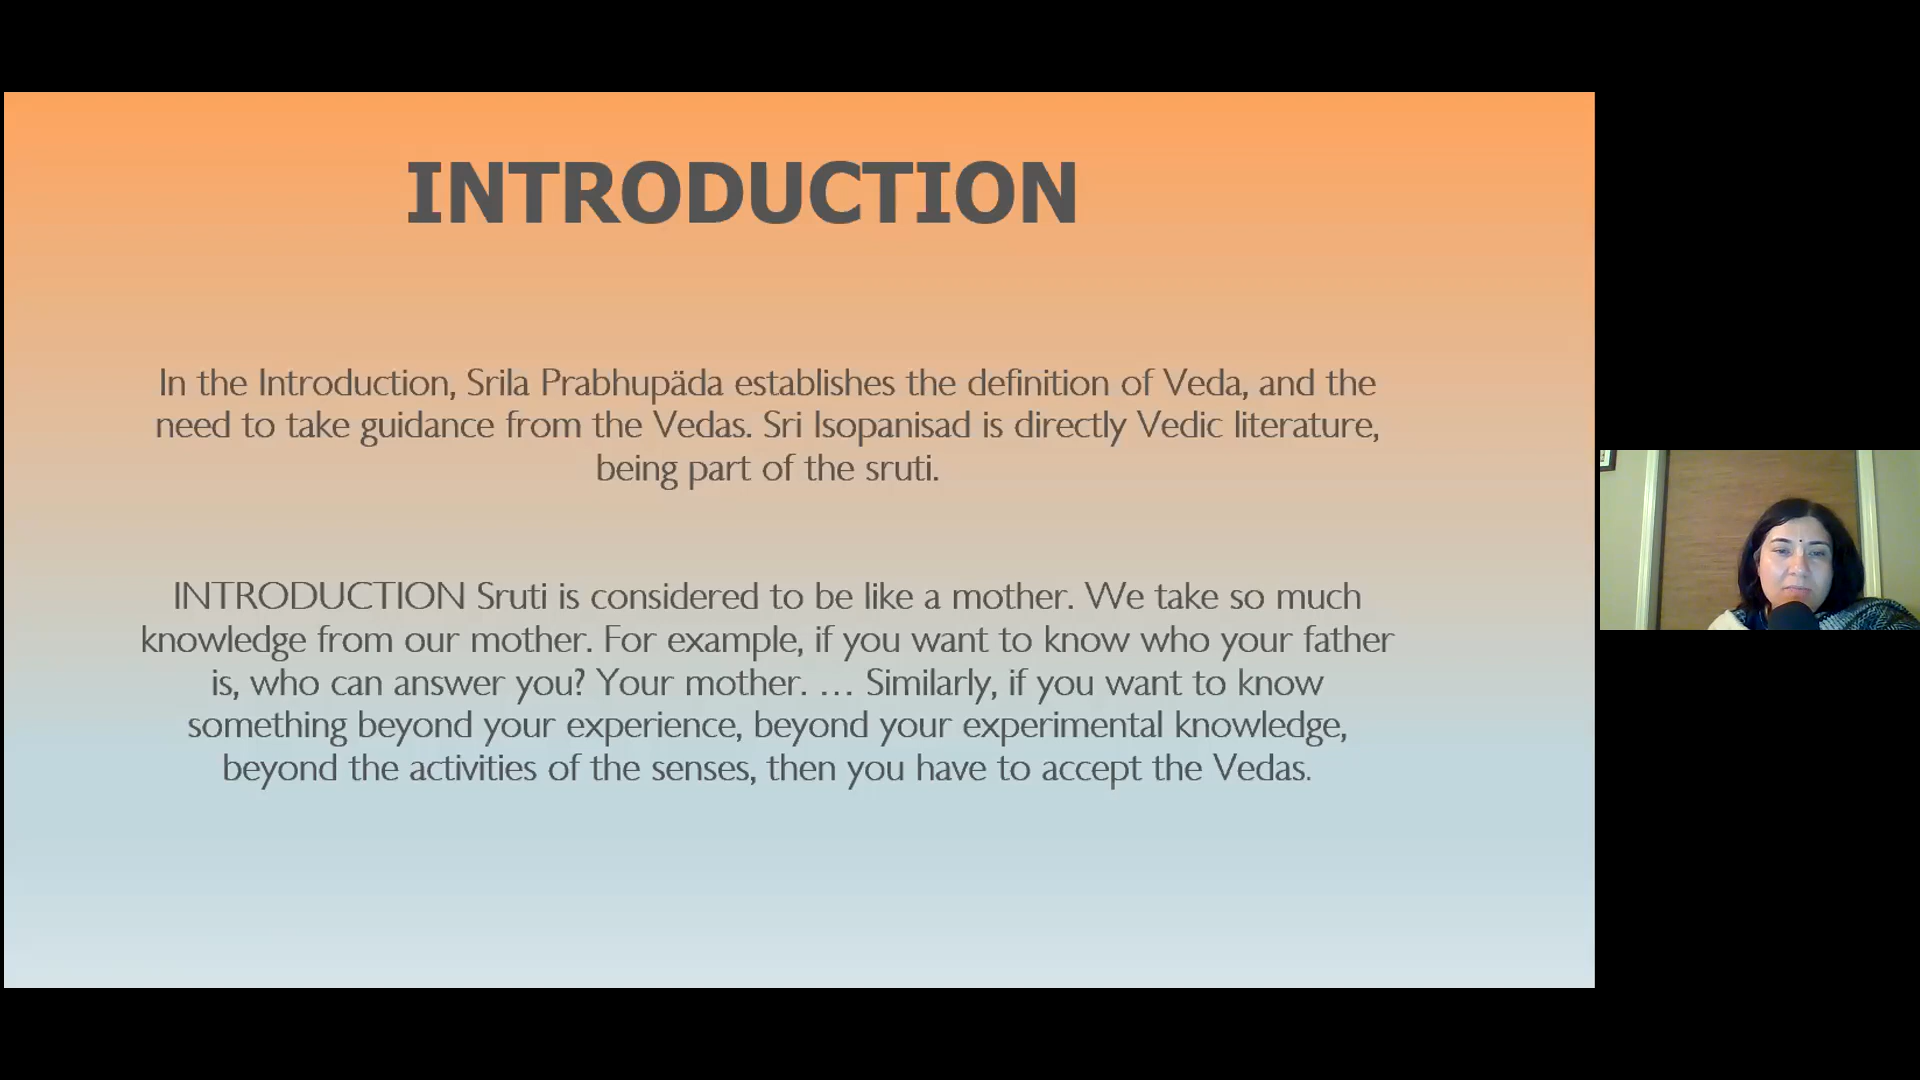 INTRODUCTION
In the Introduction, Srila Prabhupäda establishes the definition of Veda, and the
need to take guidance from the Vedas. Sri Isopanisad is directly Vedic literature,
being part of the sruti.
INTRODUCTION Sruti is considered to be like a mother. We take so much
knowledge from our mother. For example, if you want to know who your father
is, who can answer you? Your mother. … Similarly, if you want to know
something beyond your experience, beyond your experimental knowledge,
beyond the activities of the senses, then you have to accept the Vedas.